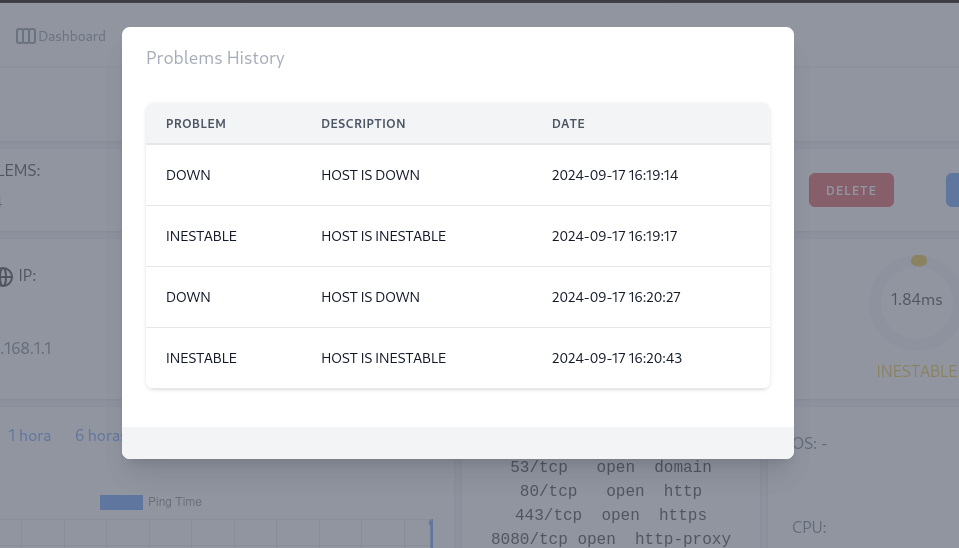 Dashboard
Problems History
PROBLEM DESCRIPTION DATE
DOWN HOST IS DOWN 2024-09-17 16:19:14
INESTABLE HOST IS INESTABLE 2024-09-17 16:19:17
DOWN HOST IS DOWN 2024-09-17 16:20:27
INESTABLE HOST IS INESTABLE 2024-09-17 16:20:43
LEMS:
DELETE
IP:
.168.1.1
1.84ms
INESTABLE
1 hora 6 hora
Ping Time
53/tcp open domain
80/tcp open http
443/tcp open https
8080/tcp open http-proxy
OS: -
CPU: